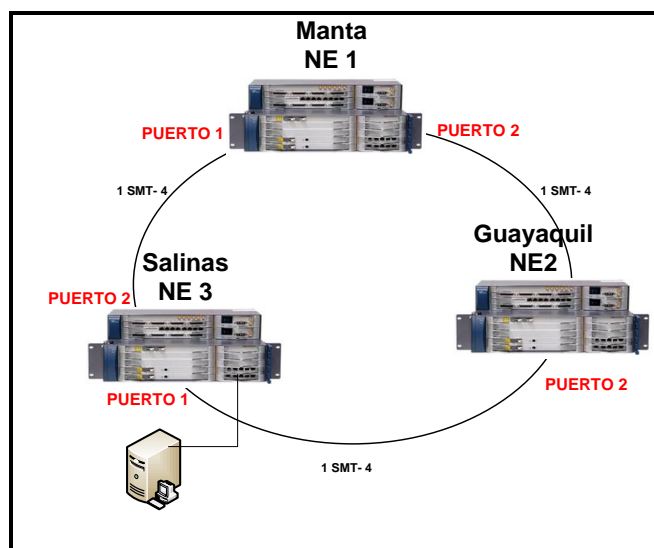 Manta
NE 1
PUERTO 1
PUERTO 2
1 SMT- 4
1 SMT- 4
Guayaquil
NE2
Salinas
NE 3
PUERTO 2
PUERTO 1
PUERTO 2
1 SMT- 4